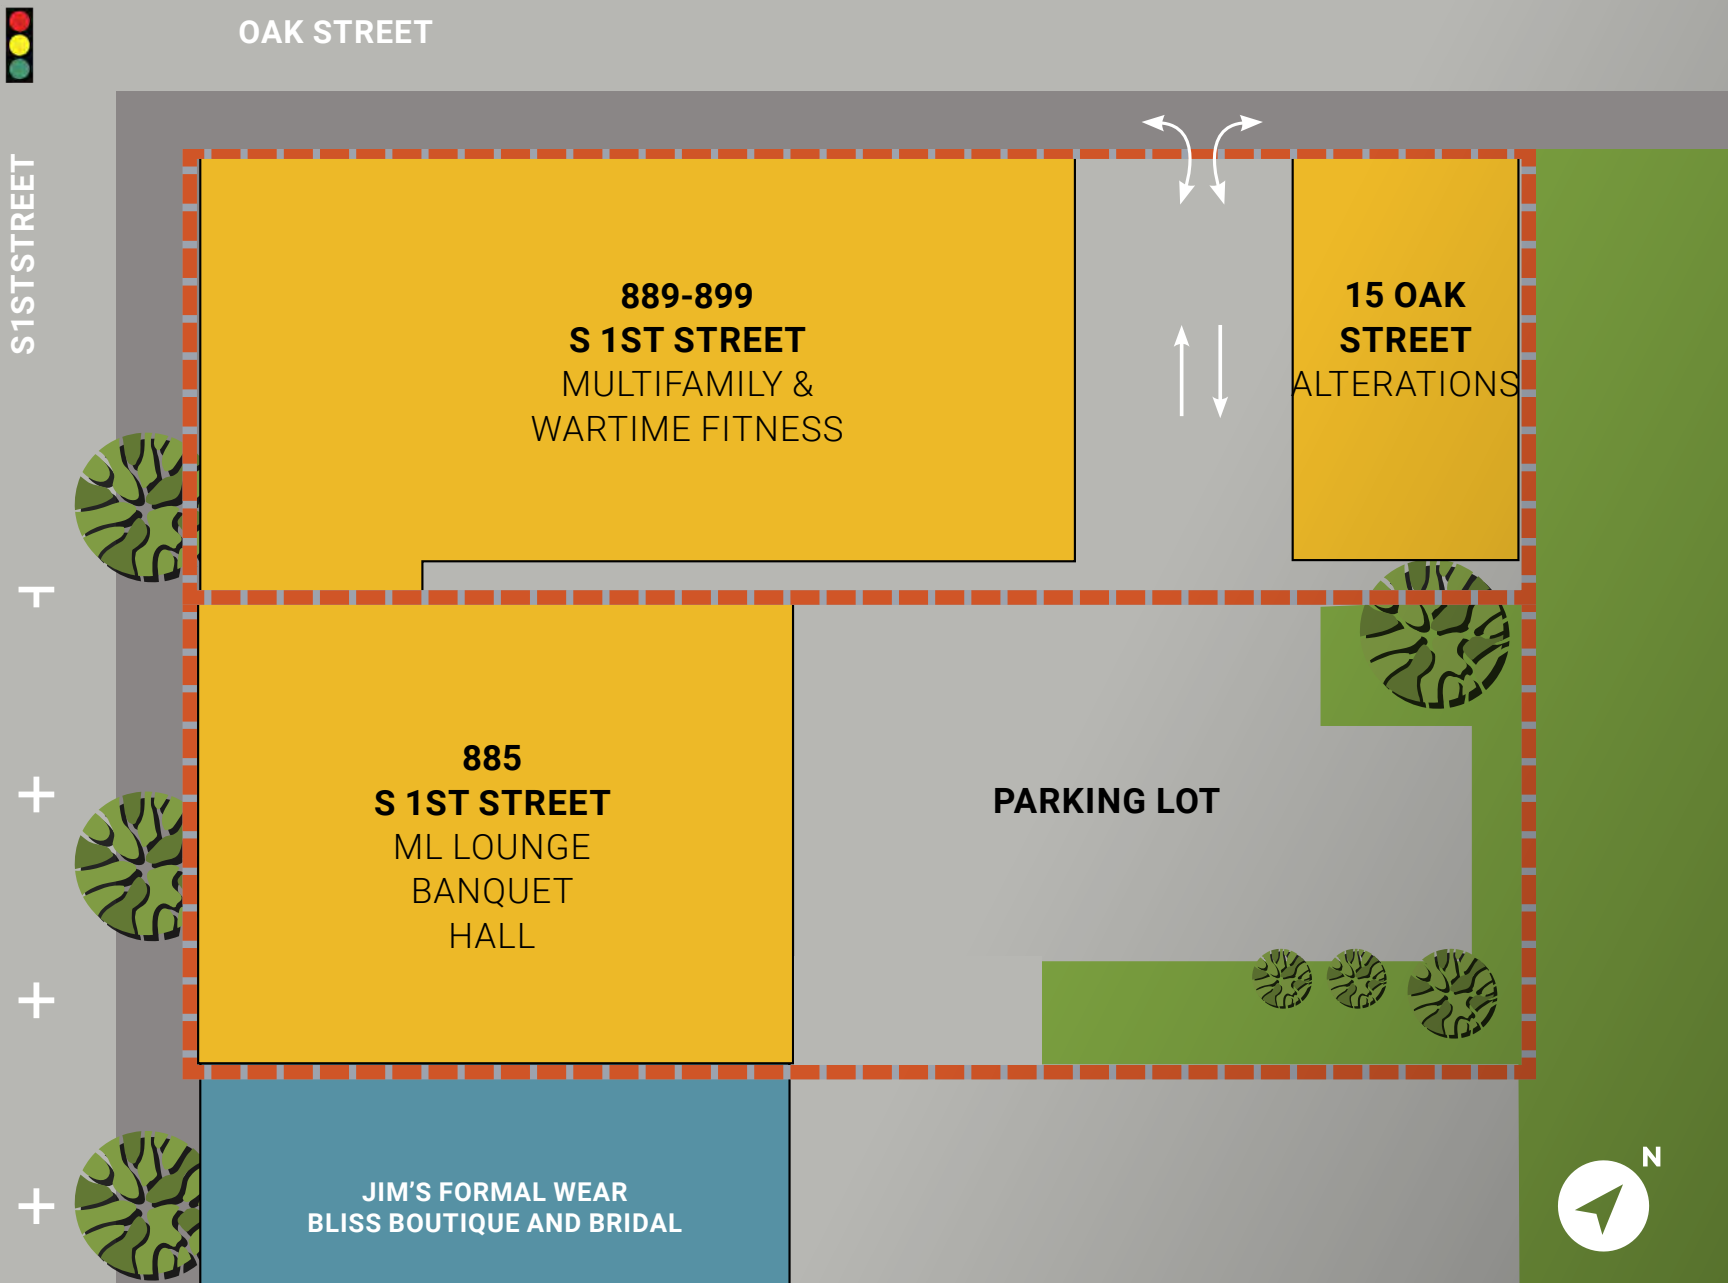 OAK STREET
S1STSTREET
889-899
S 1ST STREET
MULTIFAMILY &
WARTIME FITNESS
15 OAK
STREET
ALTERATIONS
885
S 1ST STREET
ML LOUNGE
BANQUET
HALL
PARKING LOT
JIM’S FORMAL WEAR
BLISS BOUTIQUE AND BRIDAL
N